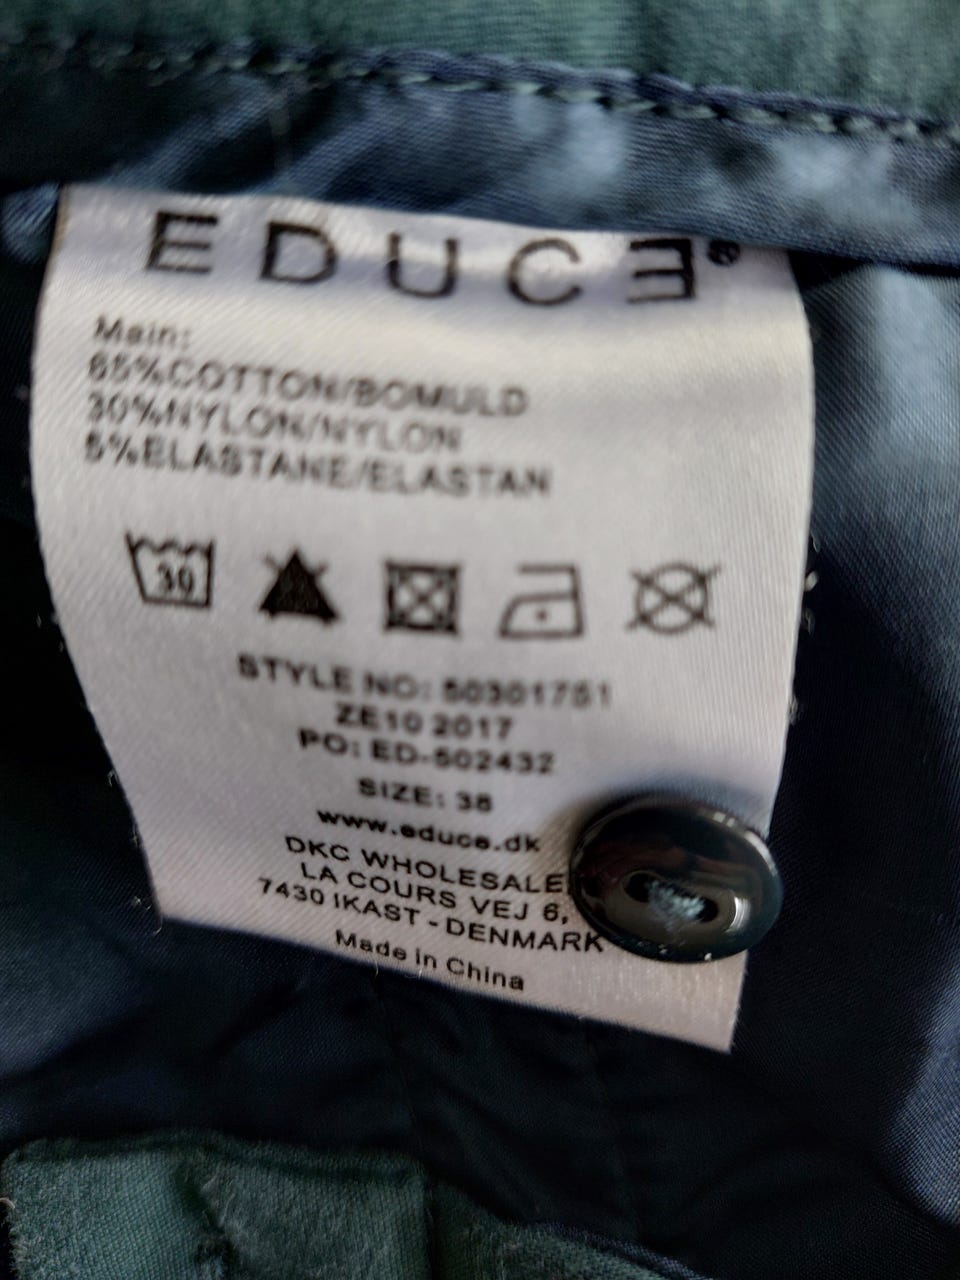 EDUCE®
Main:
65%COTTON/BOMULD
30%NYLON/NYLON
5%ELASTANE/ELASTAN
30
STYLE NO: 50301751
ZE10 2017
PO: ED-502432
SIZE: 38
www.educe.dk
DKC WHOLESALE
LA COURS VEJ 6,
7430 IKAST - DENMARK
Made in China